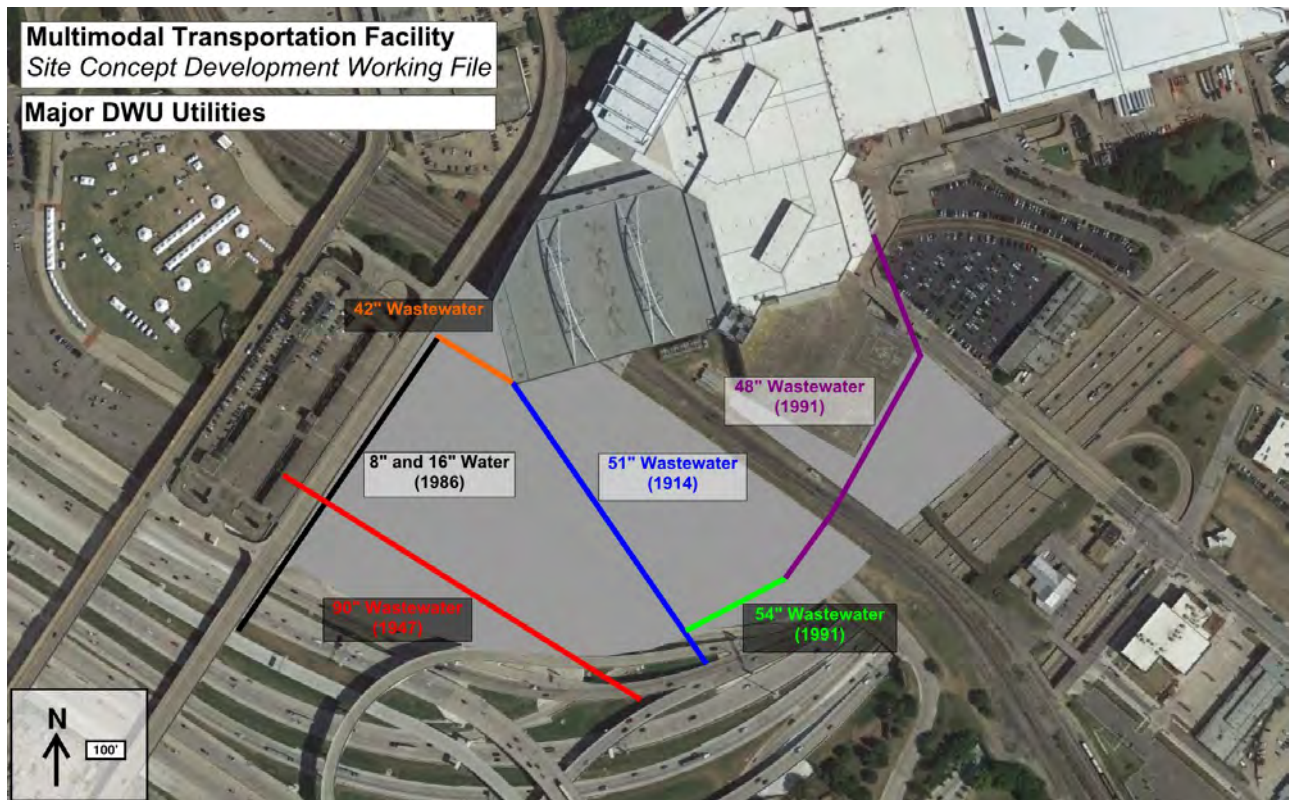 Multimodal Transportation Facility
Site Concept Development Working File
Major DWU Utilities
42" Wastewater
48" Wastewater
(1991)
8" and 16" Water
(1986)
51" Wastewater
(1914)
90" Wastewater
(1947)
54" Wastewater
(1991)
N
100'